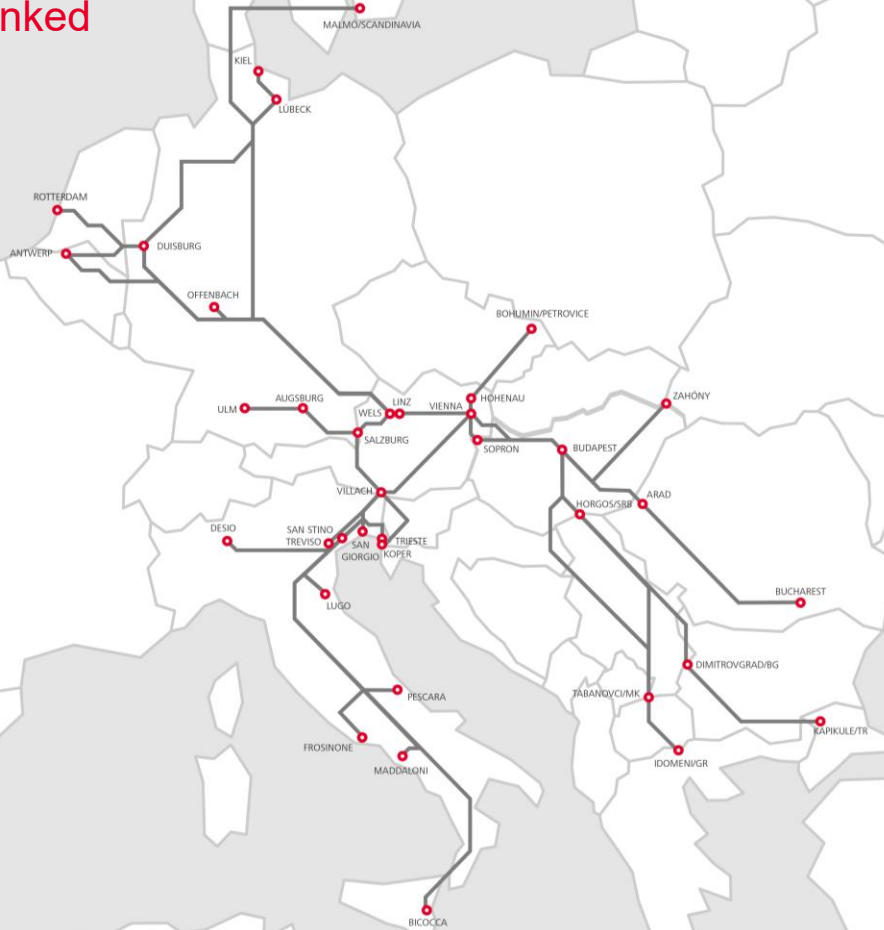 nked
MALMÖ/SCANDINAVIA
KIEL
LÜBECK
ROTTERDAM
ANTWERP
DUISBURG
OFFENBACH
BOHUMIN/PETROVICE
ULM
AUGSBURG
WELS
LINZ
VIENNA
HOHENAU
ZAHÓNY
SALZBURG
SOPRON
BUDAPEST
VILLACH
HORGOS/SRB
ARAD
DESIO
SAN STINO
TREVISO
SAN
GIORGIO
TRIESTE
KOPER
LUGO
BUCHAREST
DIMITROVGRAD/BG
PESCARA
TABANOVCI/MK
KAPIKULE/TR
FROSINONE
MADDALONI
IDOMENI/GR
BICOCCA